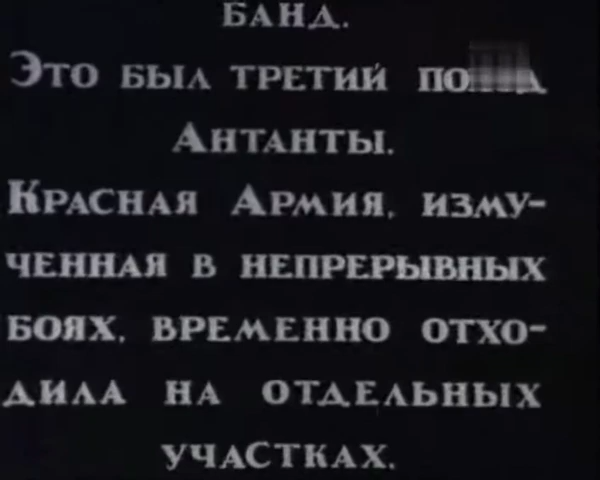 БАНД.
ЭТО БЫЛ ТРЕТИЙ
АНТАНТЫ.
КРАСНАЯ АРМИЯ, ИЗМУ-
ЧЕННАЯ В НЕПРЕРЫВНЫХ
БОЯХ, ВРЕМЕННО ОТХО-
ДИЛА НА ОТДЕЛЬНЫХ
УЧАСТКАХ.